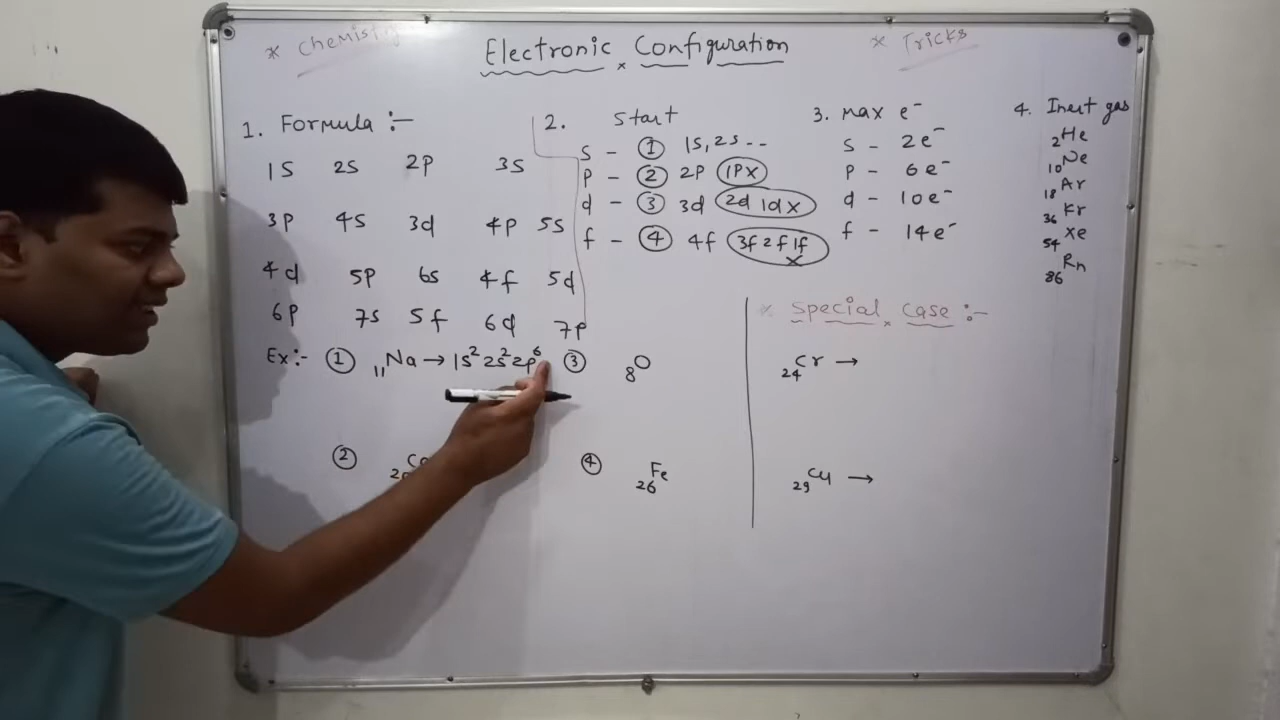 * Chemistry
Electronic Configuration
* Tricks
1. Formula :-
1s 2s 2p 3s
3p 4s 3d 4p 5s
4d 5p 6s 4f 5d
6p 7s 5f 6d 7p
2. Start
s - ① 1s, 2s --
p - ② 2p 1p x
d - ③ 3d 2d 1d x
f - ④ 4f 3f 2f 1f x
3. max e⁻
s - 2e⁻
p - 6e⁻
d - 10e⁻
f - 14e⁻
4. Inert gas
₂He
₁₀Ne
₁₈Ar
₃₆Kr
₅₄Xe
₈₆Rn
Ex:- ① ₁₁Na → 1s² 2s² 2p⁶
②
③ ₈O
④ ₂₆Fe
* Special case :-
₂₄Cr →
₂₉Cu →